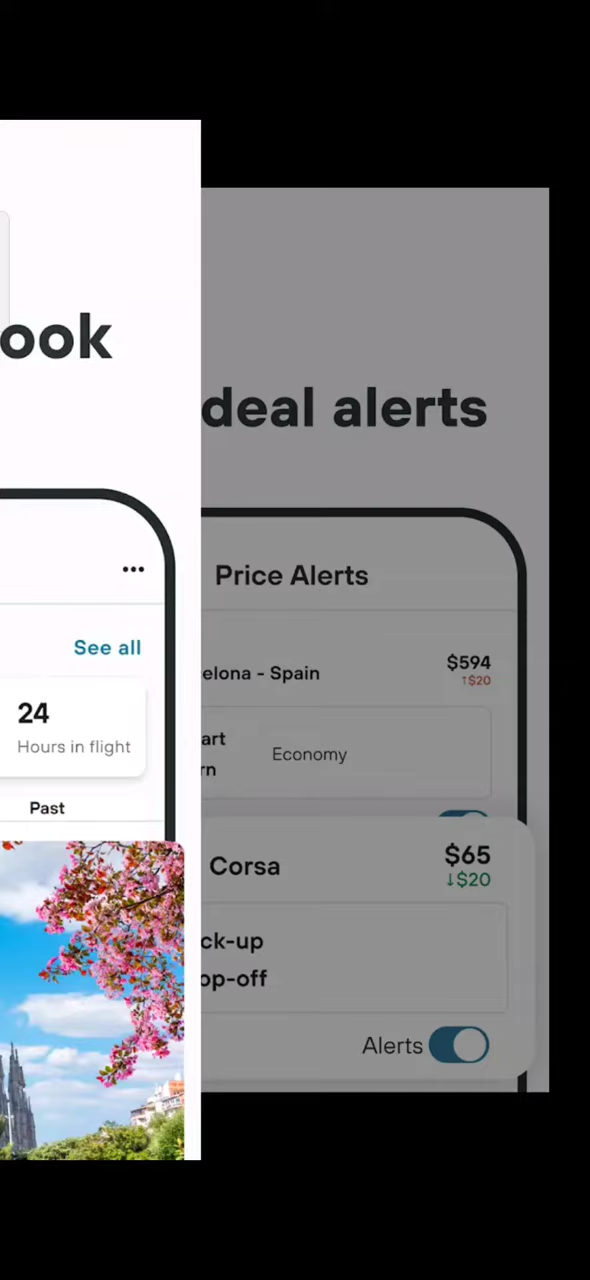 ook
•••
See all
24
Hours in flight
Past
deal alerts
Price Alerts
elona - Spain
$594
↑$20
art
rn
Economy
Corsa
$65
↓$20
ck-up
op-off
Alerts